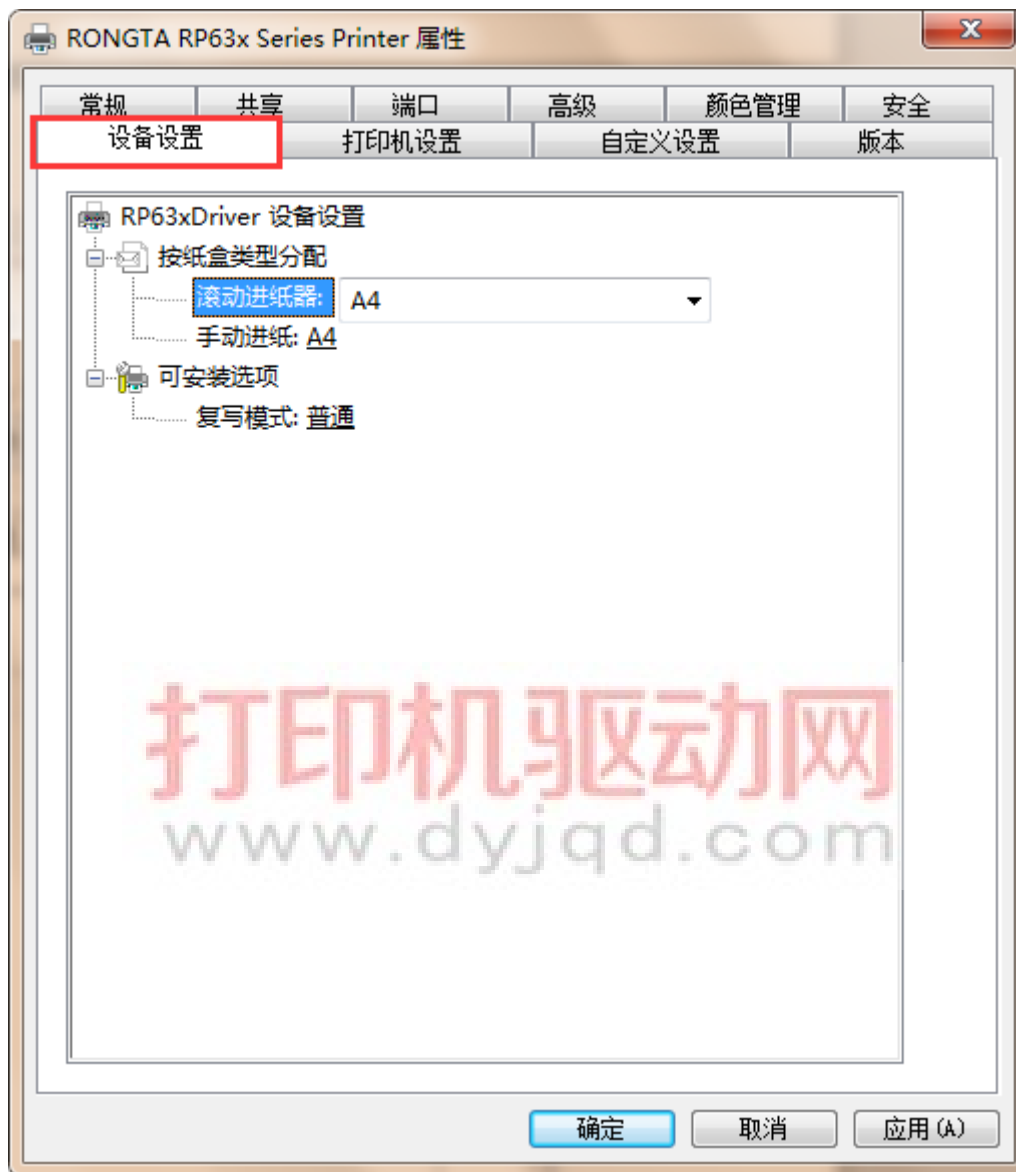 RONGTA RP63x Series Printer 属性
常规 共享 端口 高级 颜色管理 安全
设备设置 打印机设置 自定义设置 版本
RP63xDriver 设备设置
按纸盒类型分配
滚动进纸器: A4
手动进纸: A4
可安装选项
复写模式: 普通
打印机驱动网
www.dyjqd.com
确定 取消 应用(A)